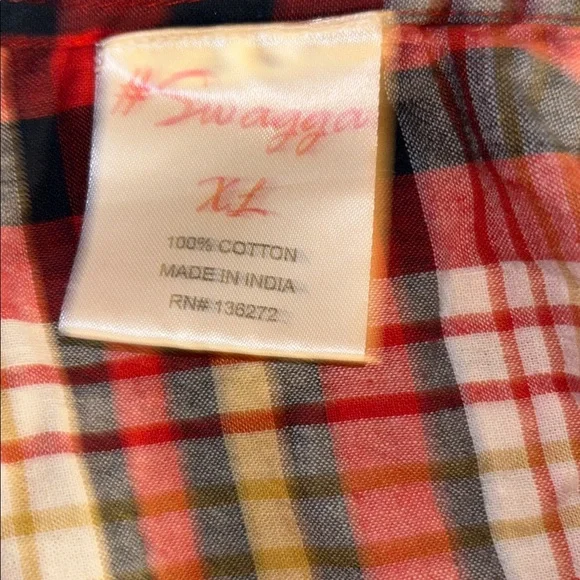 #Swagga
XL
100% COTTON
MADE IN INDIA
RN# 136272